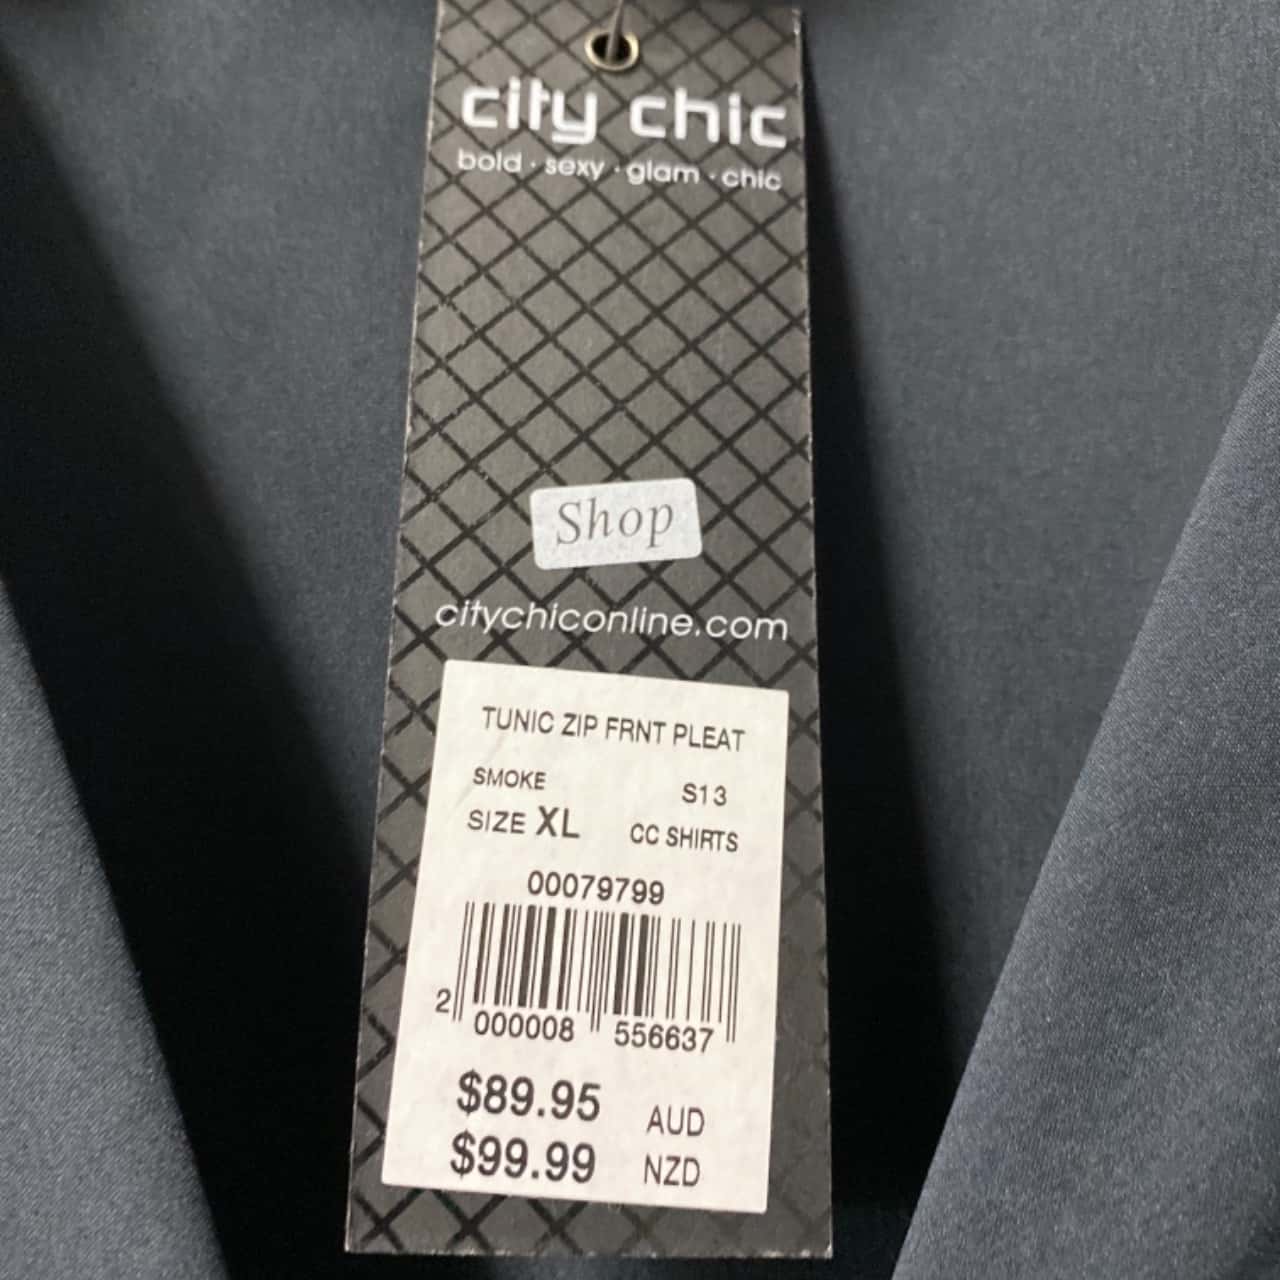 city chic
bold · sexy · glam · chic
Shop
citychiconline.com
TUNIC ZIP FRNT PLEAT
SMOKE S13
SIZE XL CC SHIRTS
00079799
2 000008 556637
$89.95 AUD
$99.99 NZD